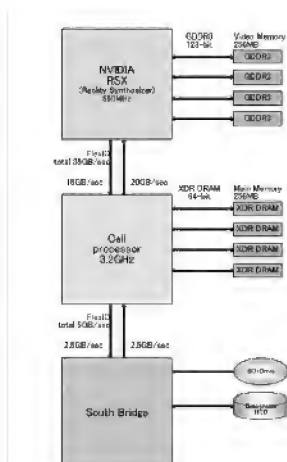 GDDR3
128-bit
Video Memory
256MB
NVIDIA
RSX
(Reality Synthesizer)
550MHz
GDDR3
GDDR3
GDDR3
GDDR3
FlexIO
total 35GB/sec
15GB/sec
20GB/sec
XDR DRAM
64-bit
Main Memory
256MB
Cell
processor
3.2GHz
XDR DRAM
XDR DRAM
XDR DRAM
XDR DRAM
FlexIO
total 5GB/sec
2.5GB/sec
2.5GB/sec
South Bridge
HDD